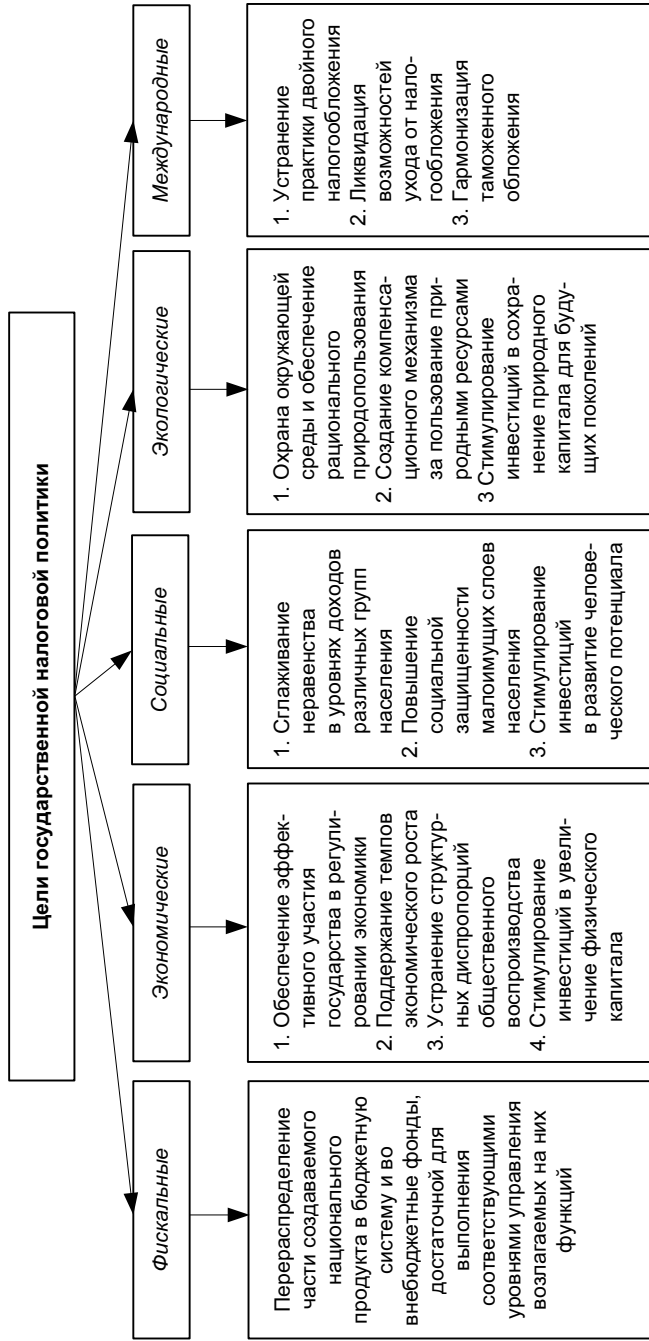 Цели государственной налоговой политики
Фискальные
Экономические
Социальные
Экологические
Международные
Перераспределение
части создаваемого
национального
продукта в бюджетную
систему и во
внебюджетные фонды,
достаточной для
выполнения
соответствующими
уровнями управления
возлагаемых на них
функций
1. Обеспечение эффек-
тивного участия
государства в регули-
ровании экономики
2. Поддержание темпов
экономического роста
3. Устранение структур-
ных диспропорций
общественного
воспроизводства
4. Стимулирование
инвестиций в увели-
чение физического
капитала
1. Сглаживание
неравенства
в уровнях доходов
различных групп
населения
2. Повышение
социальной
защищенности
малоимущих слоев
населения
3. Стимулирование
инвестиций
в развитие челове-
ческого потенциала
1. Охрана окружающей
среды и обеспечение
рационального
природопользования
2. Создание компенса-
ционного механизма
за пользование при-
родными ресурсами
3 Стимулирование
инвестиций в сохра-
нение природного
капитала для буду-
щих поколений
1. Устранение
практики двойного
налогообложения
2. Ликвидация
возможностей
ухода от нало-
гообложения
3. Гармонизация
таможенного
обложения